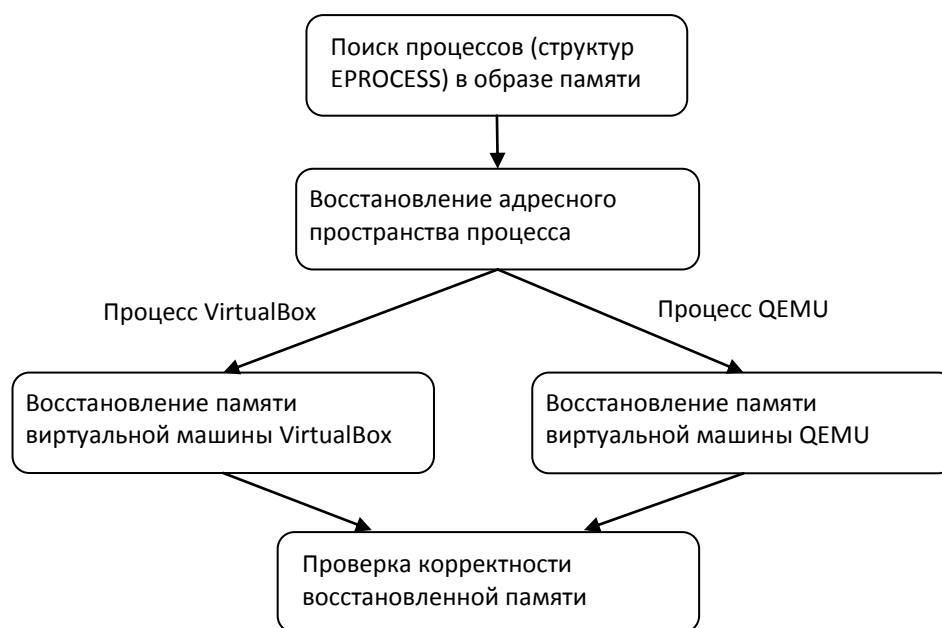 Поиск процессов (структур
EPROCESS) в образе памяти
Восстановление адресного
пространства процесса
Процесс VirtualBox
Процесс QEMU
Восстановление памяти
виртуальной машины VirtualBox
Восстановление памяти
виртуальной машины QEMU
Проверка корректности
восстановленной памяти